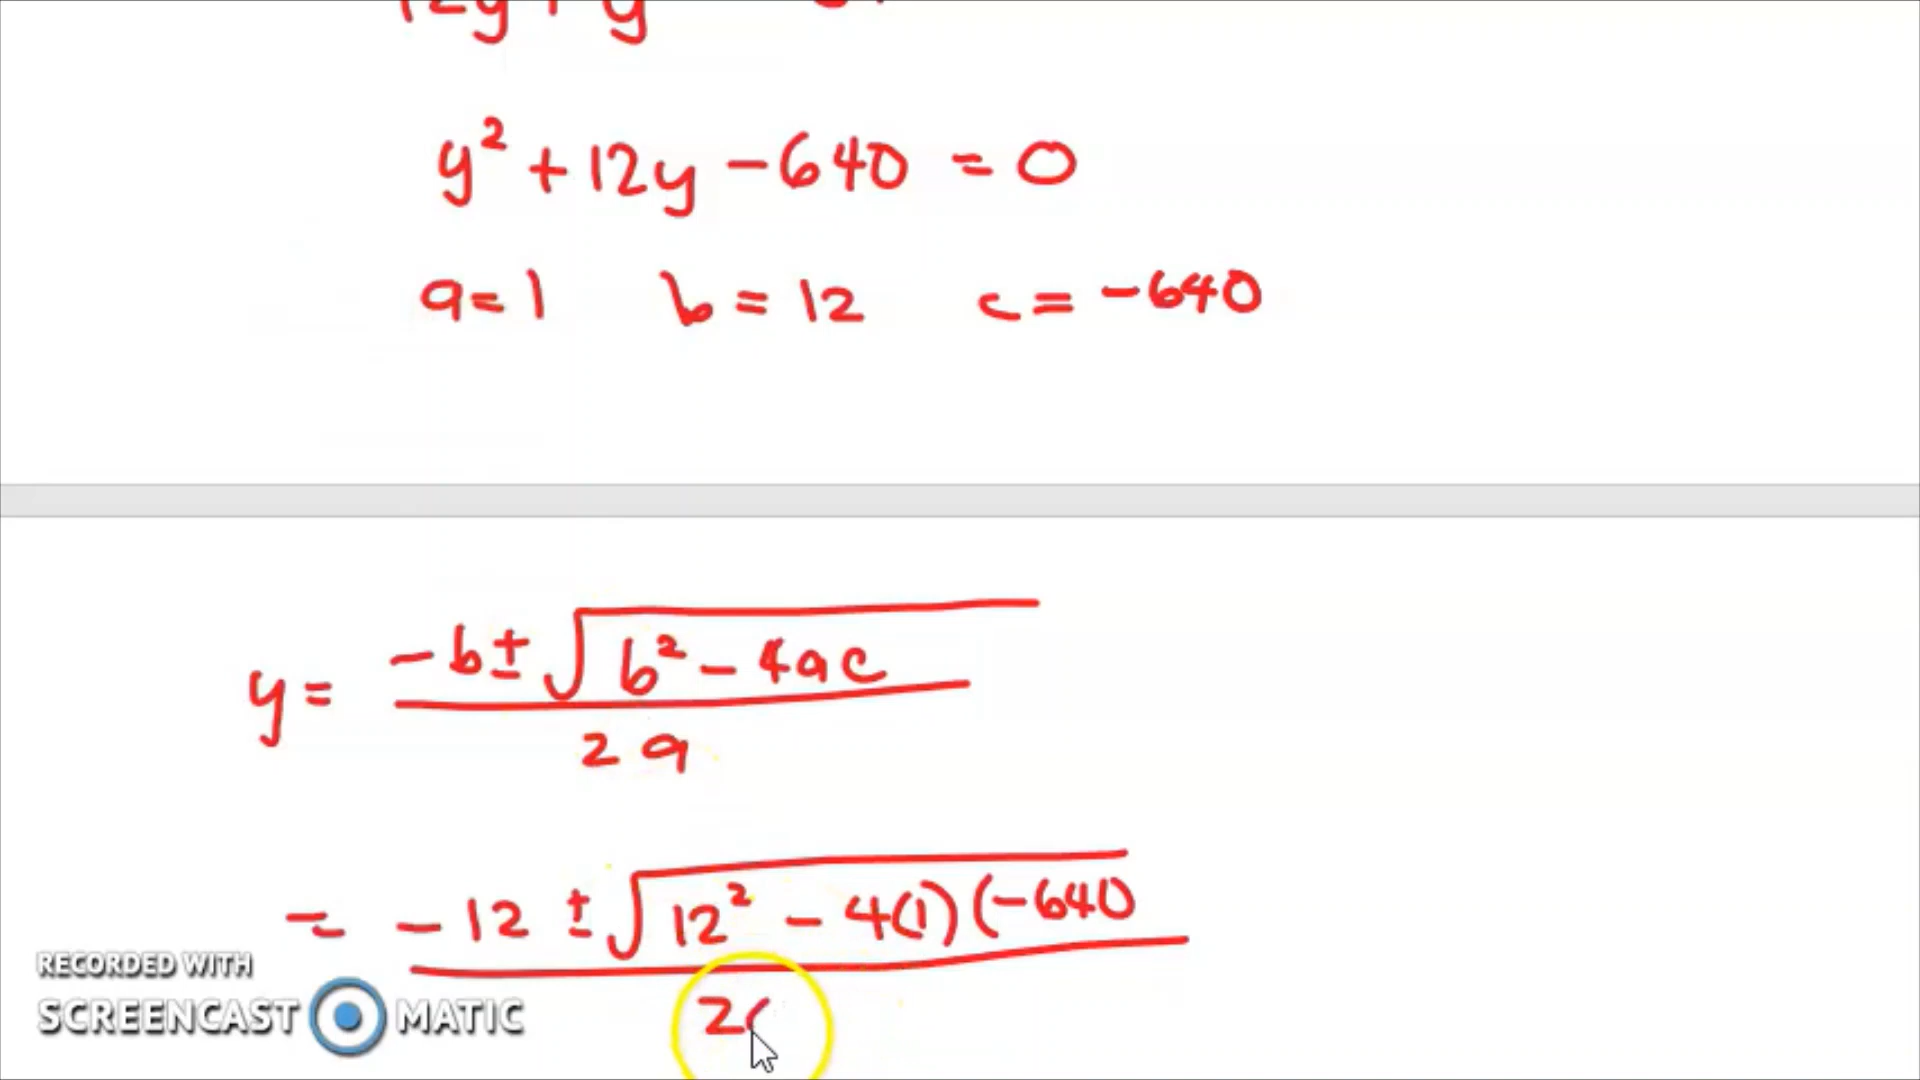 y² + 12y - 640 = 0
a = 1 b = 12 c = -640
y = -b ± √b² - 4ac
2a
= -12 ± √12² - 4(1)(-640
2(
RECORDED WITH
SCREENCAST MATIC